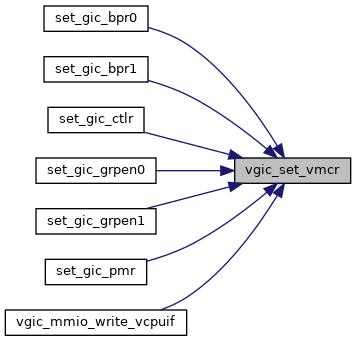 set_gic_bpr0
set_gic_bpr1
set_gic_ctlr
set_gic_grpen0
vgic_set_vmcr
set_gic_grpen1
set_gic_pmr
vgic_mmio_write_vcpuif